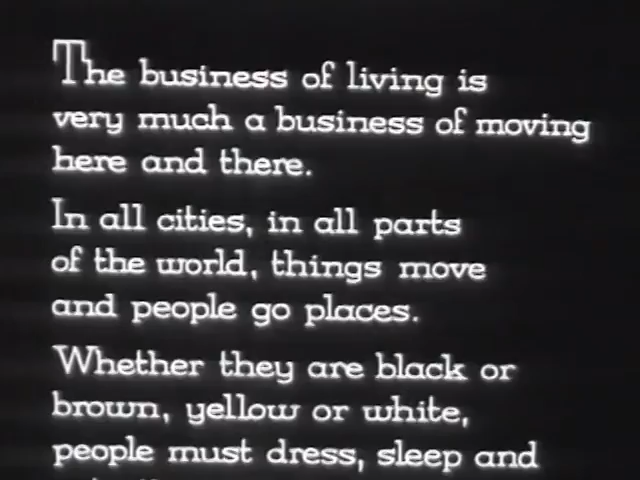 The business of living is
very much a business of moving
here and there.
In all cities, in all parts
of the world, things move
and people go places.
Whether they are black or
brown, yellow or white,
people must dress, sleep and